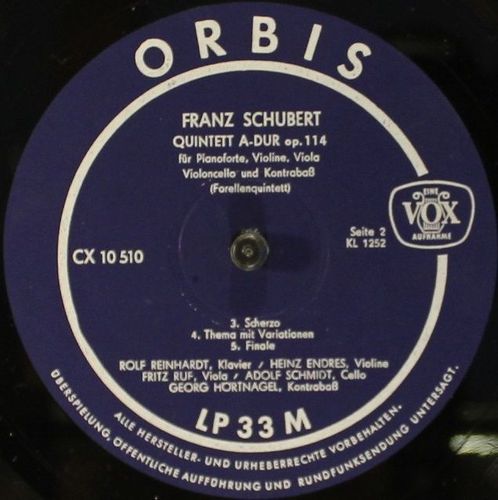 ORBIS
FRANZ SCHUBERT
QUINTETT A-DUR op. 114
für Pianoforte, Violine, Viola
Violoncello und Kontrabaß
(Forellenquintett)
EINE
VOX
AUFNAHME
Seite 2
KL 1252
CX 10 510
3. Scherzo
4. Thema mit Variationen
5. Finale
ROLF REINHARDT, Klavier / HEINZ ENDRES, Violine
FRITZ RUF, Viola / ADOLF SCHMIDT, Cello
GEORG HÖRTNAGEL, Kontrabaß
LP 33 M
ALLE HERSTELLER- UND URHEBERRECHTE VORBEHALTEN.
ÜBERSPIELUNG, ÖFFENTLICHE AUFFÜHRUNG UND RUNDFUNKSENDUNG UNTERSAGT.